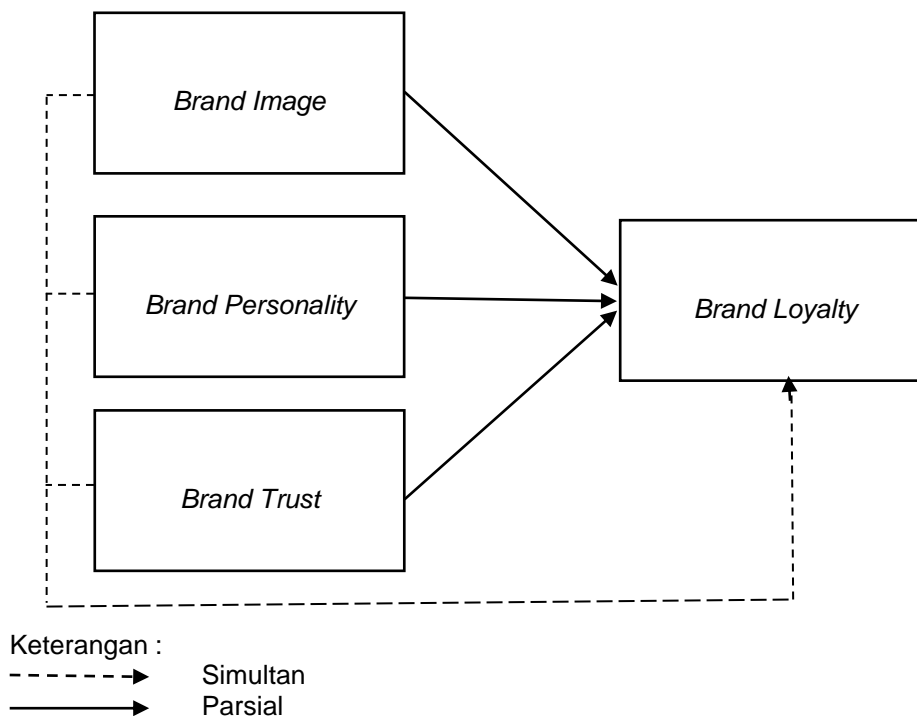 Brand Image
Brand Personality
Brand Loyalty
Brand Trust
Keterangan :
Simultan
Parsial